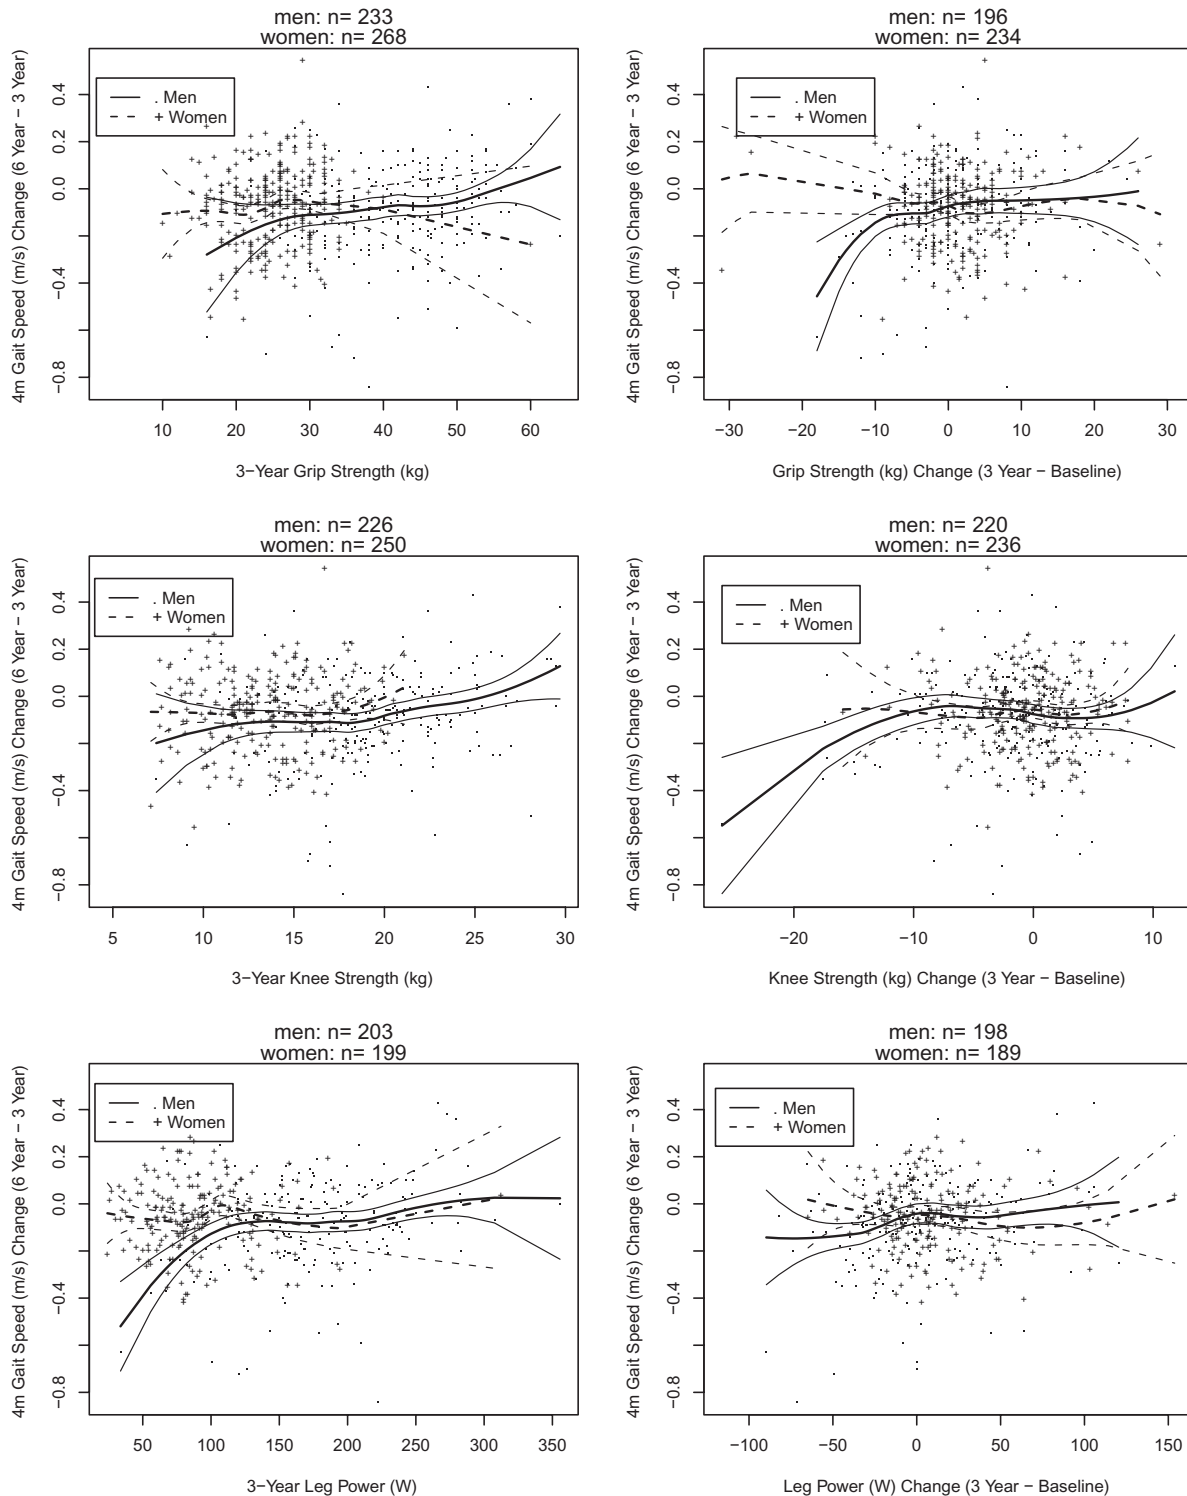 men: n= 233
women: n= 268
4m Gait Speed (m/s) Change (6 Year − 3 Year)
0.4
0.2
0.0
−0.4
−0.8
. Men
+ Women
10 20 30 40 50 60
3−Year Grip Strength (kg)
men: n= 196
women: n= 234
4m Gait Speed (m/s) Change (6 Year − 3 Year)
0.4
0.2
0.0
−0.4
−0.8
. Men
+ Women
−30 −20 −10 0 10 20 30
Grip Strength (kg) Change (3 Year − Baseline)
men: n= 226
women: n= 250
4m Gait Speed (m/s) Change (6 Year − 3 Year)
0.4
0.2
0.0
−0.4
−0.8
. Men
+ Women
5 10 15 20 25 30
3−Year Knee Strength (kg)
men: n= 220
women: n= 236
4m Gait Speed (m/s) Change (6 Year − 3 Year)
0.4
0.2
0.0
−0.4
−0.8
. Men
+ Women
−20 −10 0 10
Knee Strength (kg) Change (3 Year − Baseline)
men: n= 203
women: n= 199
4m Gait Speed (m/s) Change (6 Year − 3 Year)
0.4
0.2
0.0
−0.4
−0.8
. Men
+ Women
50 100 150 200 250 300 350
3−Year Leg Power (W)
men: n= 198
women: n= 189
4m Gait Speed (m/s) Change (6 Year − 3 Year)
0.4
0.2
0.0
−0.4
−0.8
. Men
+ Women
−100 −50 0 50 100 150
Leg Power (W) Change (3 Year − Baseline)